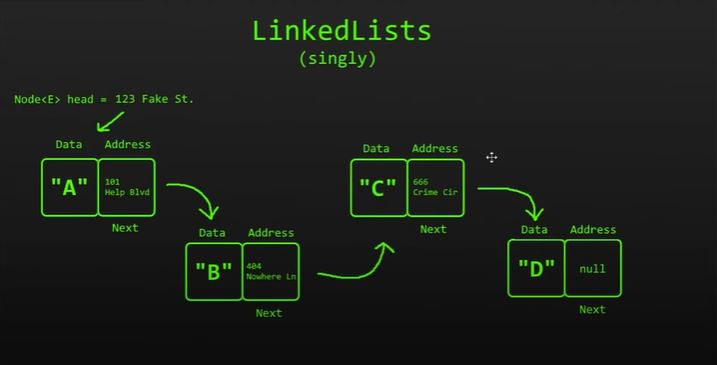 LinkedLists
(singly)
Node<E> head = 123 Fake St.
Data Address
"A" 101
Help Blvd
Next
Data Address
"B" 404
Nowhere Ln
Next
Data Address
"C" 666
Crime Cir
Next
Data Address
"D" null
Next